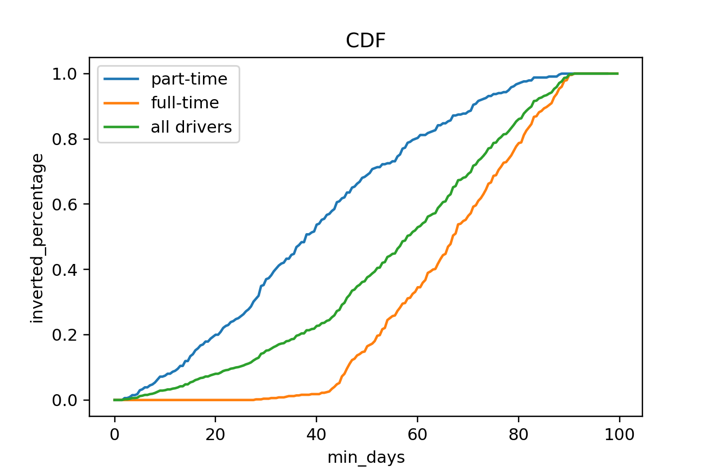 CDF
part-time
full-time
all drivers
inverted_percentage
1.0
0.8
0.6
0.4
0.2
0.0
0 20 40 60 80 100
min_days